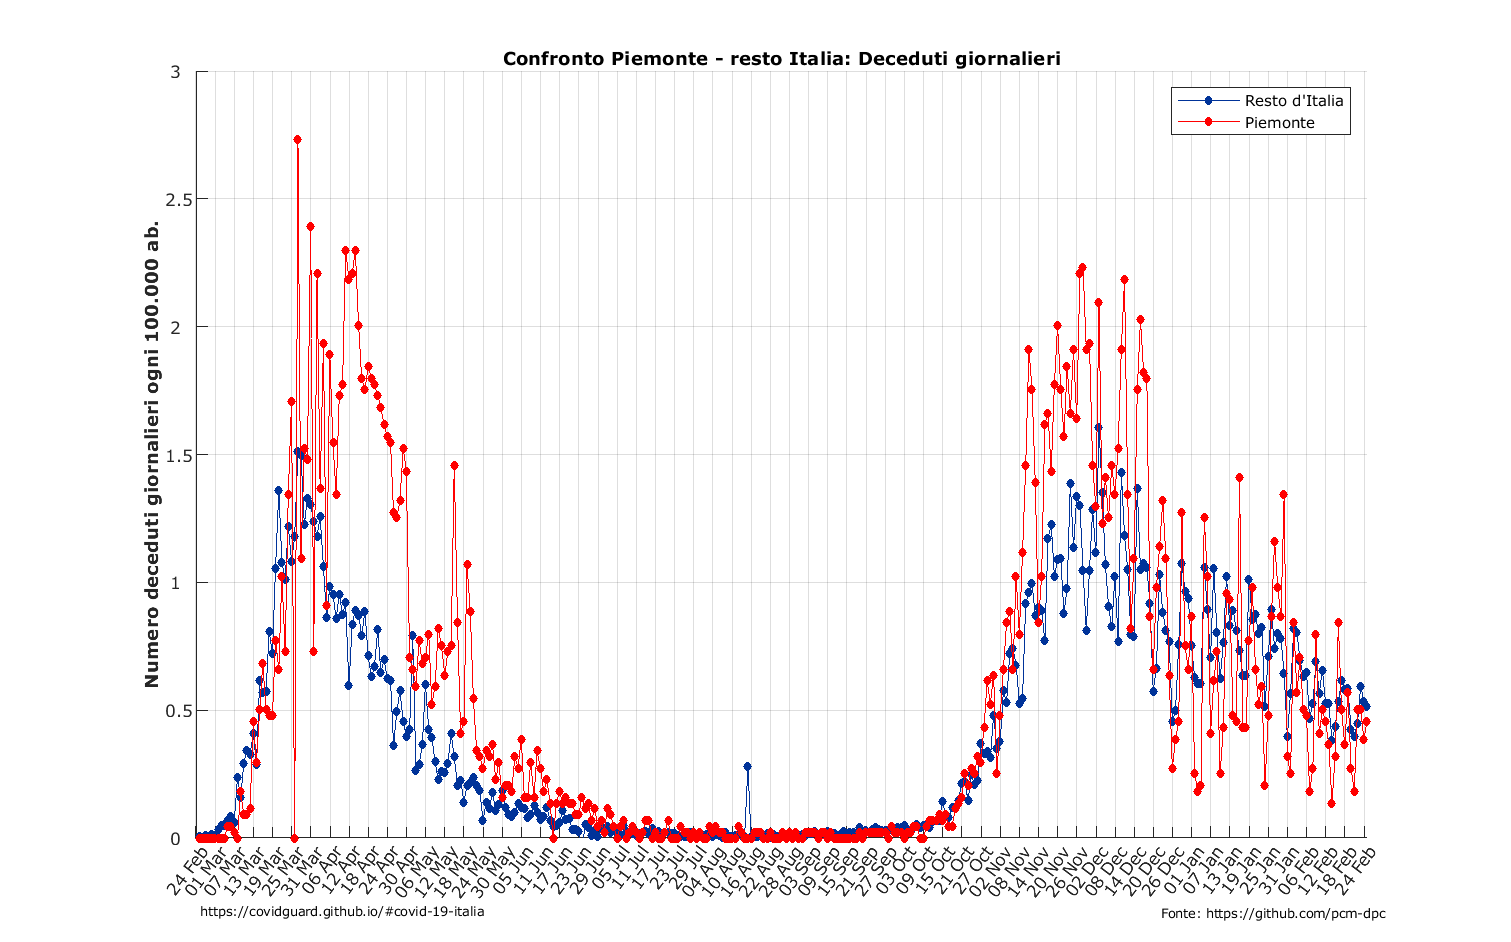 Confronto Piemonte - resto Italia: Deceduti giornalieri
Resto d'Italia
Piemonte
Numero deceduti giornalieri ogni 100.000 ab.
3
2.5
2
1.5
1
0.5
0
24 Feb
01 Mar
07 Mar
13 Mar
19 Mar
25 Mar
31 Mar
06 Apr
12 Apr
18 Apr
24 Apr
30 Apr
06 May
12 May
18 May
24 May
30 May
05 Jun
11 Jun
17 Jun
23 Jun
29 Jun
05 Jul
11 Jul
17 Jul
23 Jul
29 Jul
04 Aug
10 Aug
16 Aug
22 Aug
28 Aug
03 Sep
09 Sep
15 Sep
21 Sep
27 Sep
03 Oct
09 Oct
15 Oct
21 Oct
27 Oct
02 Nov
08 Nov
14 Nov
20 Nov
26 Nov
02 Dec
08 Dec
14 Dec
20 Dec
26 Dec
01 Jan
07 Jan
13 Jan
19 Jan
25 Jan
31 Jan
06 Feb
12 Feb
18 Feb
24 Feb
https://covidguard.github.io/#covid-19-italia
Fonte: https://github.com/pcm-dpc